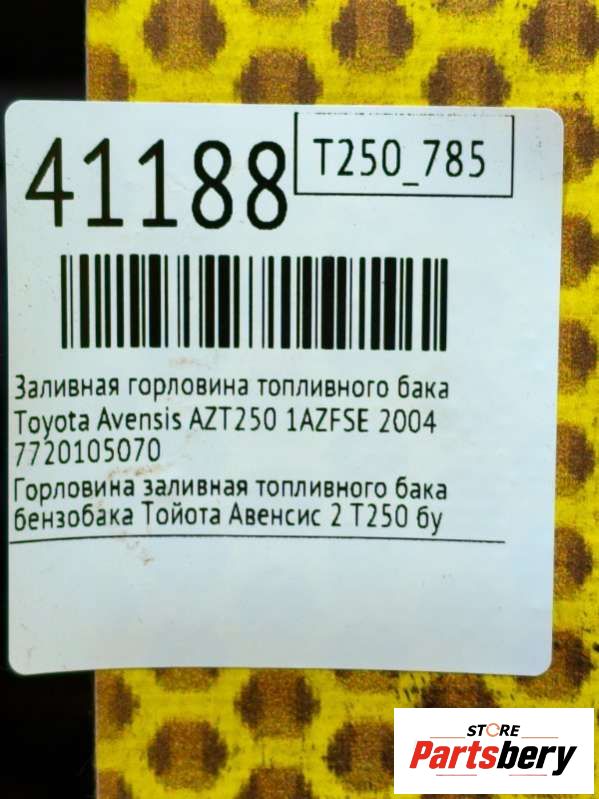 41188
T250_785
Заливная горловина топливного бака
Toyota Avensis AZT250 1AZFSE 2004
7720105070
Горловина заливная топливного бака
бензобака Тойота Авенсис 2 Т250 бу
STORE
Partsbery